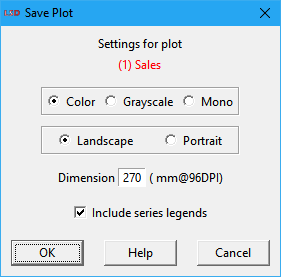 Save Plot
Settings for plot
(1) Sales
Color Grayscale Mono
Landscape Portrait
Dimension 270 ( mm@96DPI)
Include series legends
OK Help Cancel